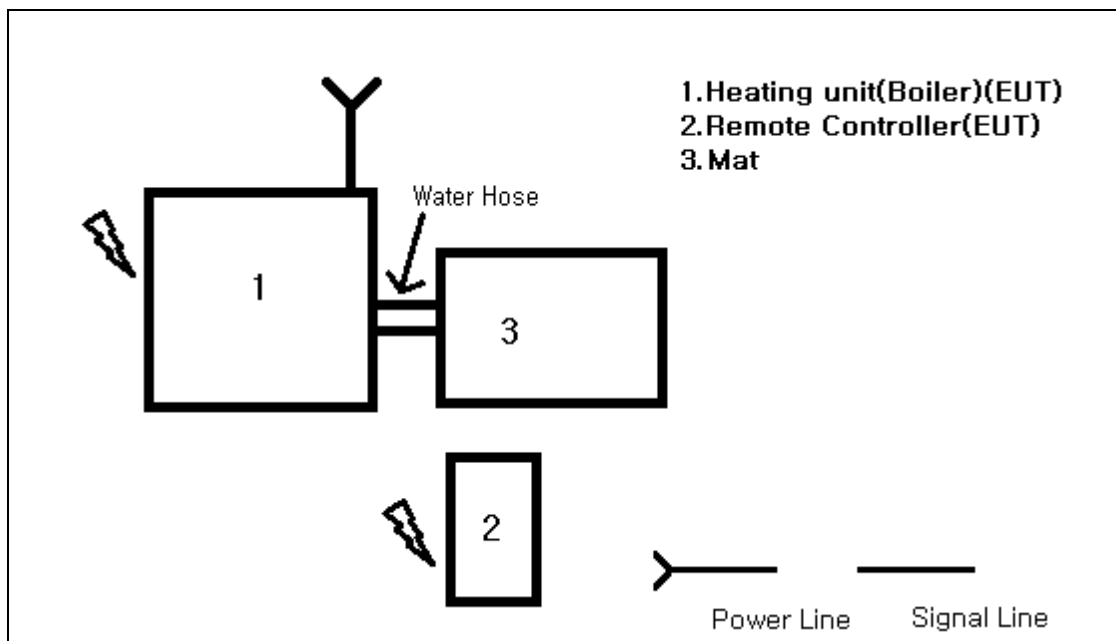 1.Heating unit(Boiler)(EUT)
2.Remote Controller(EUT)
3.Mat
Water Hose
1
3
2
Power Line
Signal Line